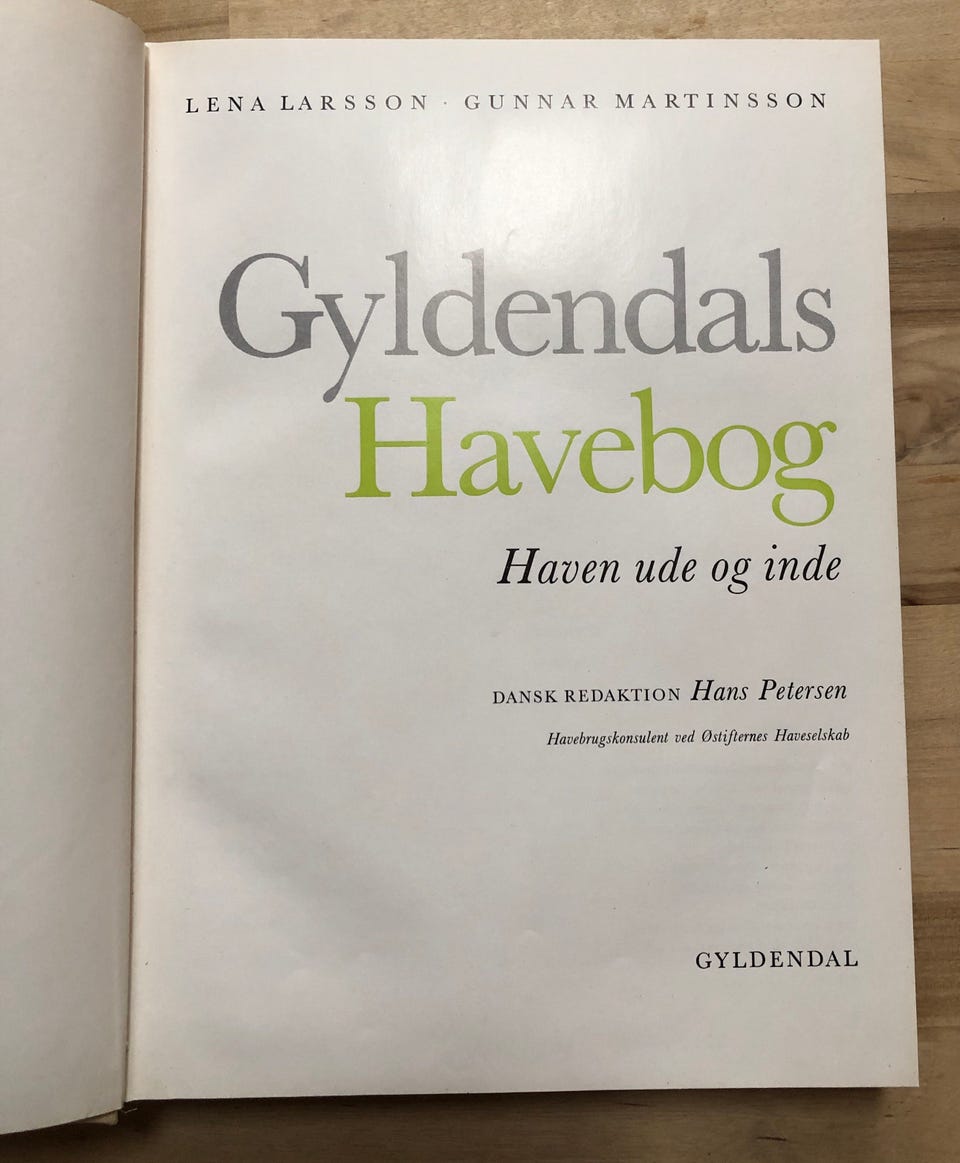 LENA LARSSON · GUNNAR MARTINSSON
Gyldendals
Havebog
Haven ude og inde
DANSK REDAKTION Hans Petersen
Havebrugskonsulent ved Østifternes Haveselskab
GYLDENDAL